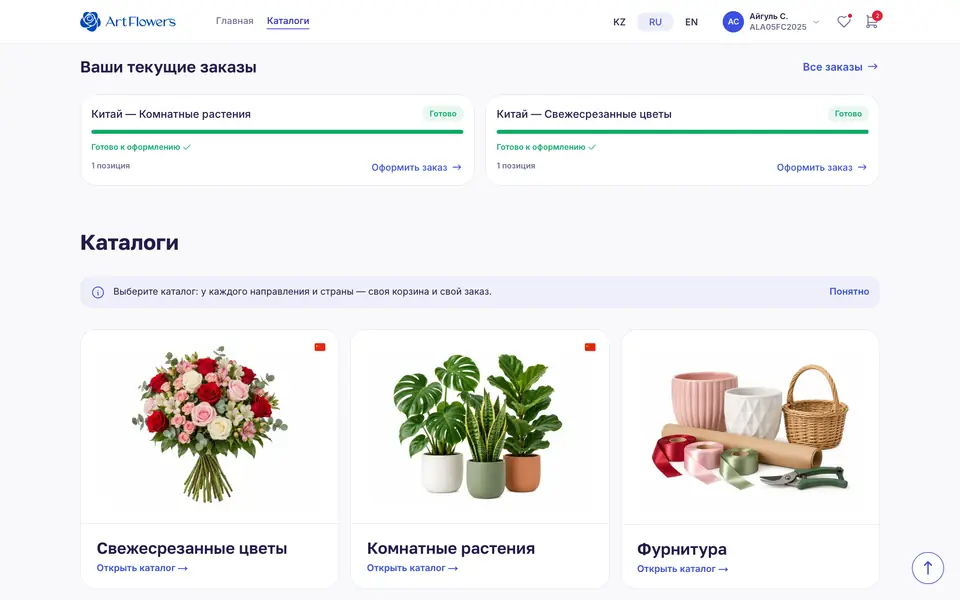 ArtFlowers
Главная
Каталоги
KZ
RU
EN
АС
Айгуль С.
ALA05FC2025
2
Ваши текущие заказы
Все заказы →
Китай — Комнатные растения
Готово
Готово к оформлению ✓
1 позиция
Оформить заказ →
Китай — Свежесрезанные цветы
Готово
Готово к оформлению ✓
1 позиция
Оформить заказ →
Каталоги
Выберите каталог: у каждого направления и страны — своя корзина и свой заказ.
Понятно
Свежесрезанные цветы
Открыть каталог →
Комнатные растения
Открыть каталог →
Фурнитура
Открыть каталог →